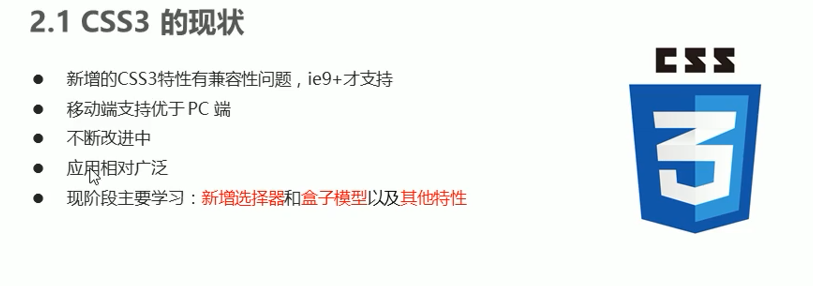 2.1 CSS3 的现状
● 新增的CSS3特性有兼容性问题，ie9+才支持
● 移动端支持优于 PC 端
● 不断改进中
● 应用相对广泛
● 现阶段主要学习：新增选择器和盒子模型以及其他特性
CSS
3